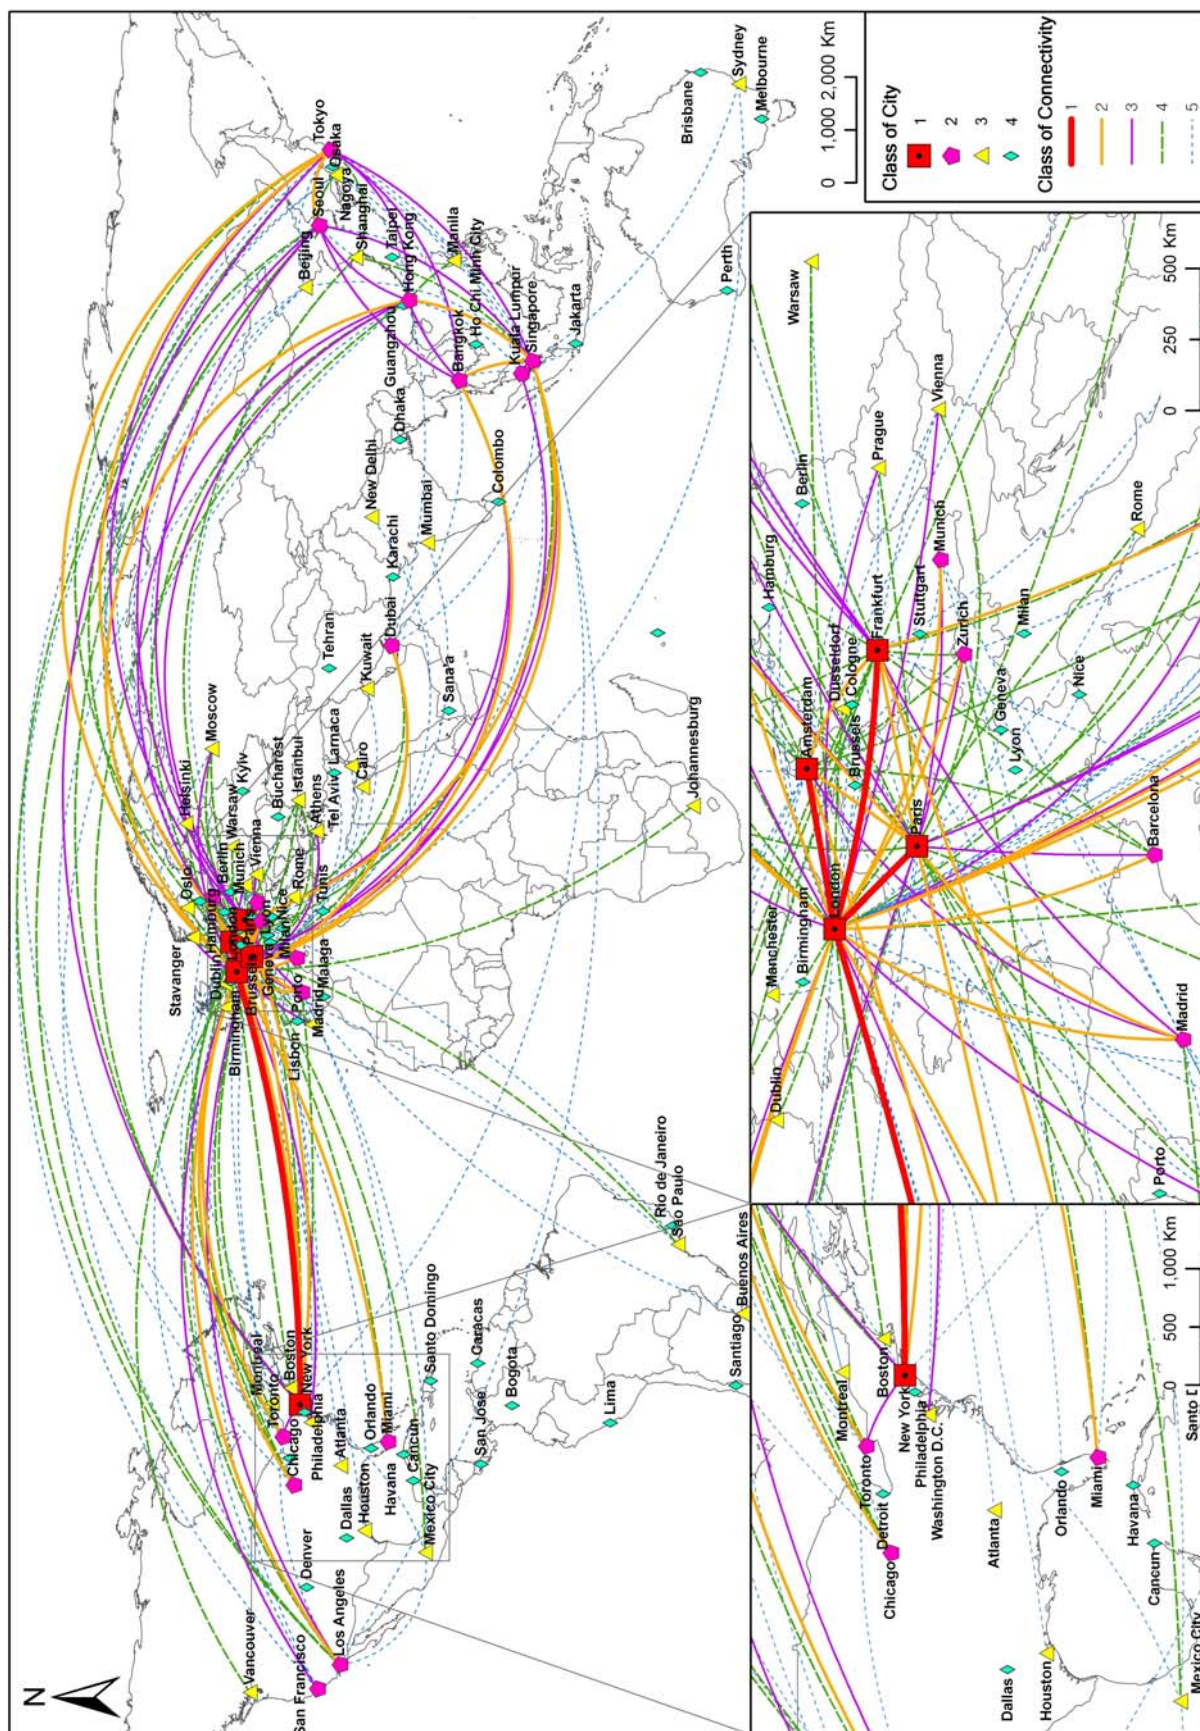 N
Vancouver
San Francisco
Los Angeles
Denver
Dallas
Houston
Mexico City
Chicago
Toronto
Montreal
Boston
New York
Philadelphia
Atlanta
Orlando
Miami
Havana
Cancun
Santo Domingo
San Jose
Caracas
Bogota
Lima
Santiago
Buenos Aires
Rio de Janeiro
Sao Paulo
Stavanger
Oslo
Helsinki
Moscow
Dublin
Hamburg
Berlin
Warsaw
Kyiv
Birmingham
London
Brussels
Paris
Munich
Vienna
Bucharest
Istanbul
Geneva
Lyon
Milan
Nice
Rome
Athens
Lisbon
Porto
Madrid
Malaga
Tunis
Tel Aviv
Larnaca
Cairo
Tehran
Kuwait
Dubai
Sana'a
Johannesburg
Karachi
New Delhi
Mumbai
Dhaka
Colombo
Beijing
Seoul
Tokyo
Osaka
Nagoya
Shanghai
Taipei
Guangzhou
Hong Kong
Manila
Bangkok
Ho Chi Minh City
Kuala Lumpur
Singapore
Jakarta
Perth
Brisbane
Sydney
Melbourne
0 1,000 2,000 Km
Class of City
1
2
3
4
Class of Connectivity
1
2
3
4
5
Montreal
Boston
Toronto
Detroit
New York
Chicago
Philadelphia
Washington D.C.
Atlanta
Dallas
Houston
Orlando
Miami
Havana
Cancun
Mexico City
Santo D
0 500 1,000 Km
Dublin
Manchester
Birmingham
London
Amsterdam
Hamburg
Berlin
Warsaw
Dusseldorf
Cologne
Brussels
Frankfurt
Prague
Paris
Stuttgart
Munich
Vienna
Zurich
Geneva
Lyon
Milan
Nice
Rome
Barcelona
Madrid
Porto
0 250 500 Km